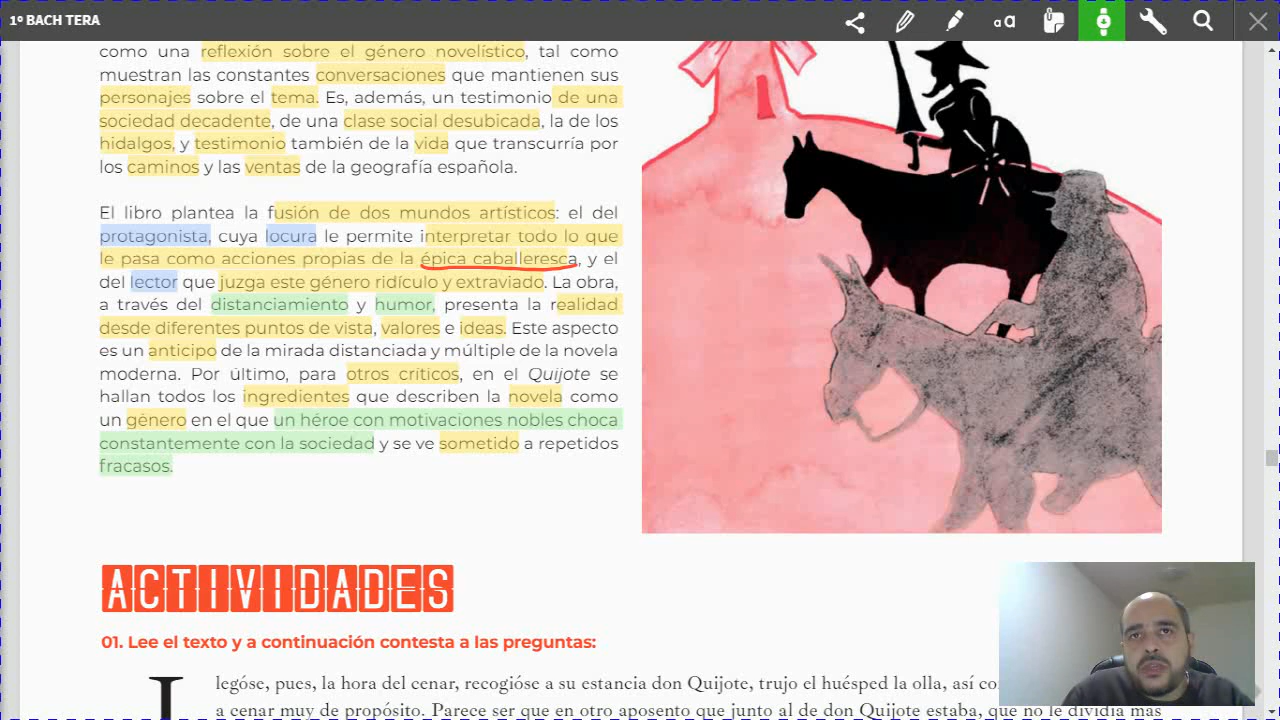 1º BACH TERA
aa
como una reflexión sobre el género novelístico, tal como
muestran las constantes conversaciones que mantienen sus
personajes sobre el tema. Es, además, un testimonio de una
sociedad decadente, de una clase social desubicada, la de los
hidalgos, y testimonio también de la vida que transcurría por
los caminos y las ventas de la geografía española.
El libro plantea la fusión de dos mundos artísticos: el del
protagonista, cuya locura le permite interpretar todo lo que
le pasa como acciones propias de la épica caballeresca, y el
del lector que juzga este género ridículo y extraviado. La obra,
a través del distanciamiento y humor, presenta la realidad
desde diferentes puntos de vista, valores e ideas. Este aspecto
es un anticipo de la mirada distanciada y múltiple de la novela
moderna. Por último, para otros críticos, en el Quijote se
hallan todos los ingredientes que describen la novela como
un género en el que un héroe con motivaciones nobles choca
constantemente con la sociedad y se ve sometido a repetidos
fracasos.
ACTIVIDADES
01. Lee el texto y a continuación contesta a las preguntas:
legóse, pues, la hora del cenar, recogióse a su estancia don Quijote, trujo el huésped la olla, así
a cenar muy de propósito. Parece ser que en otro aposento que junto al de don Quijote estaba, que no le dividía más